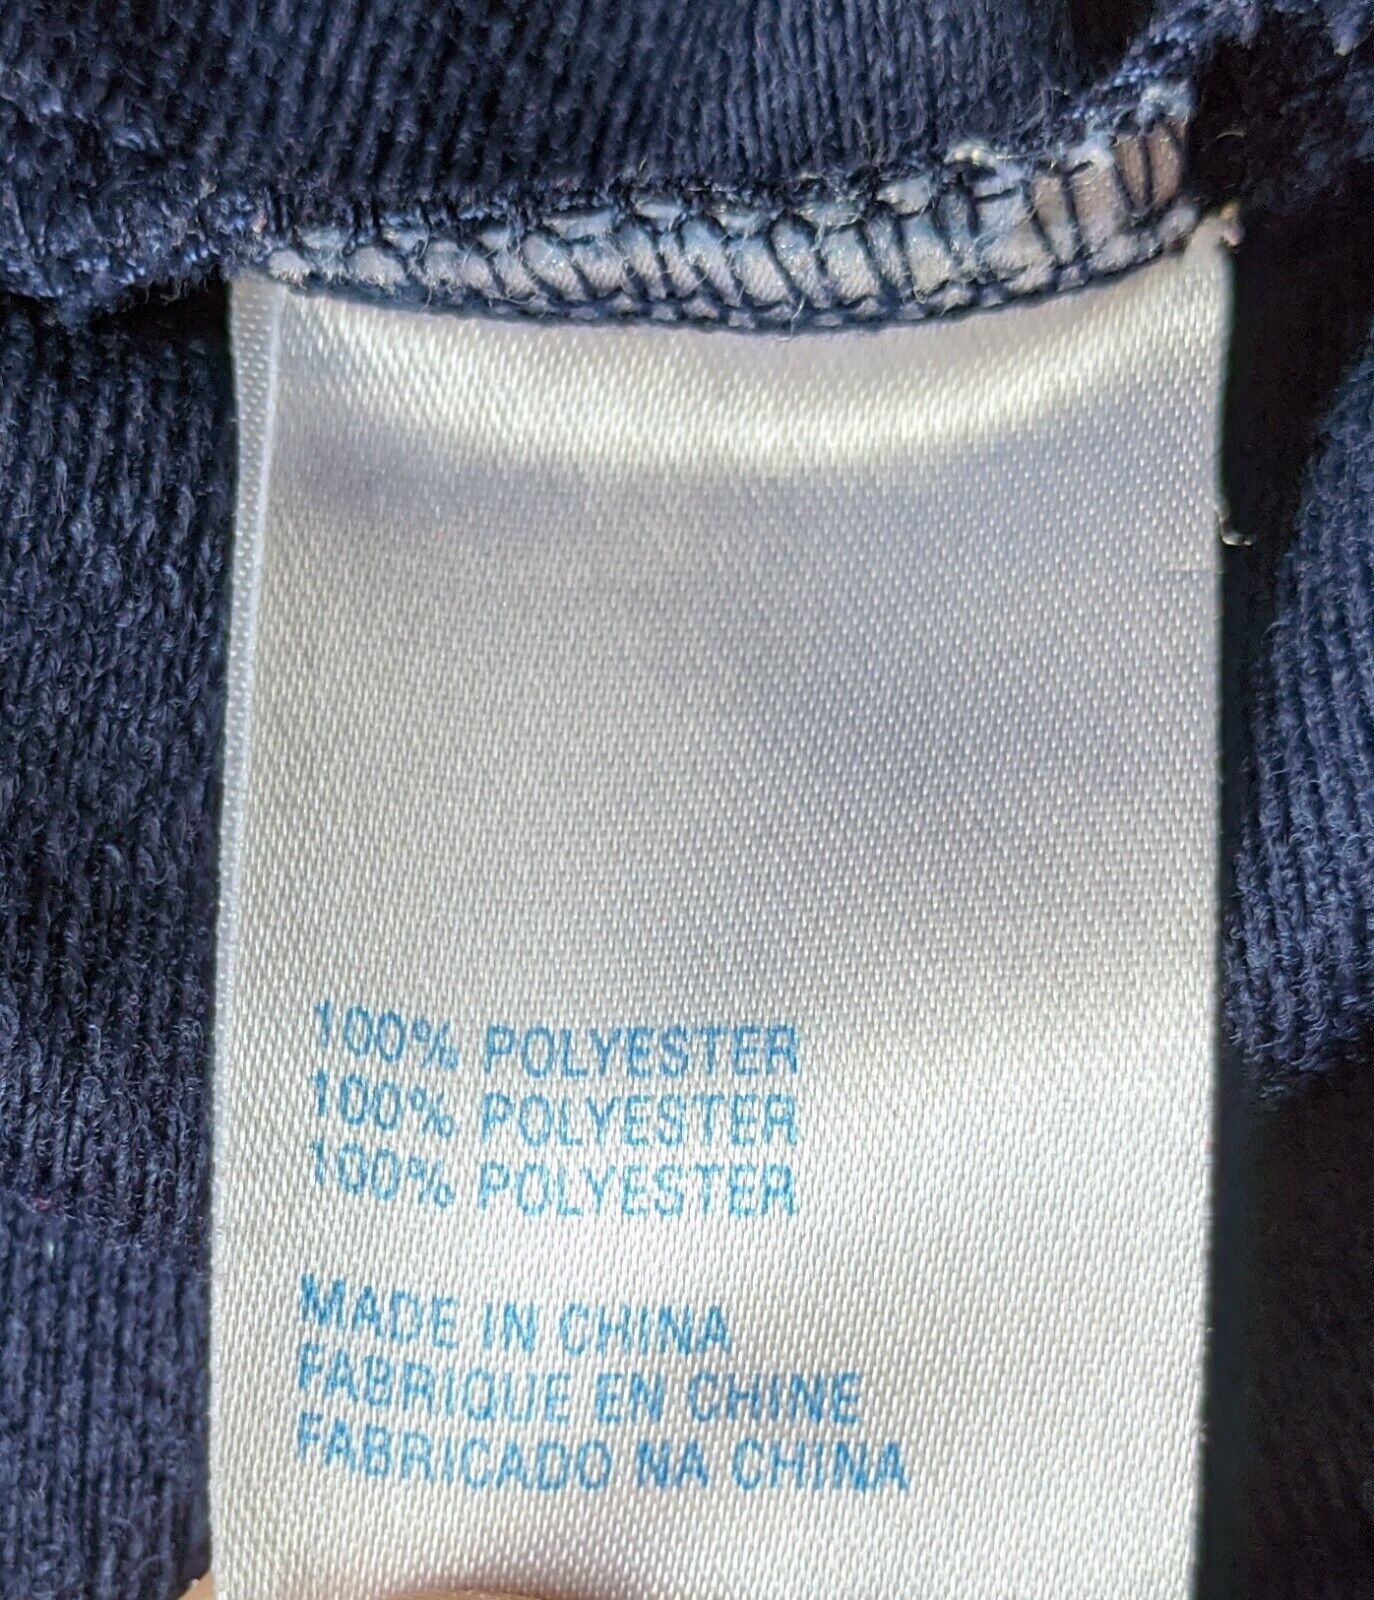 100% POLYESTER
100% POLYESTER
100% POLYESTER
MADE IN CHINA
FABRIQUE EN CHINE
FABRICADO NA CHINA